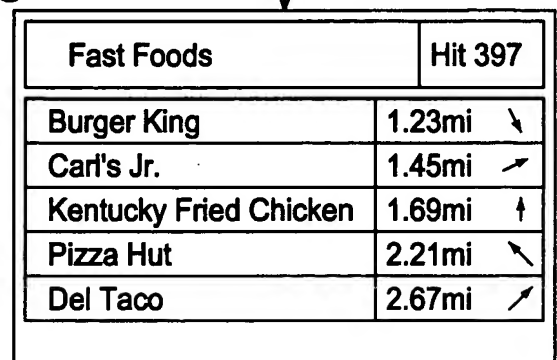 Fast Foods Hit 397
Burger King 1.23mi
Carl's Jr. 1.45mi
Kentucky Fried Chicken 1.69mi
Pizza Hut 2.21mi
Del Taco 2.67mi